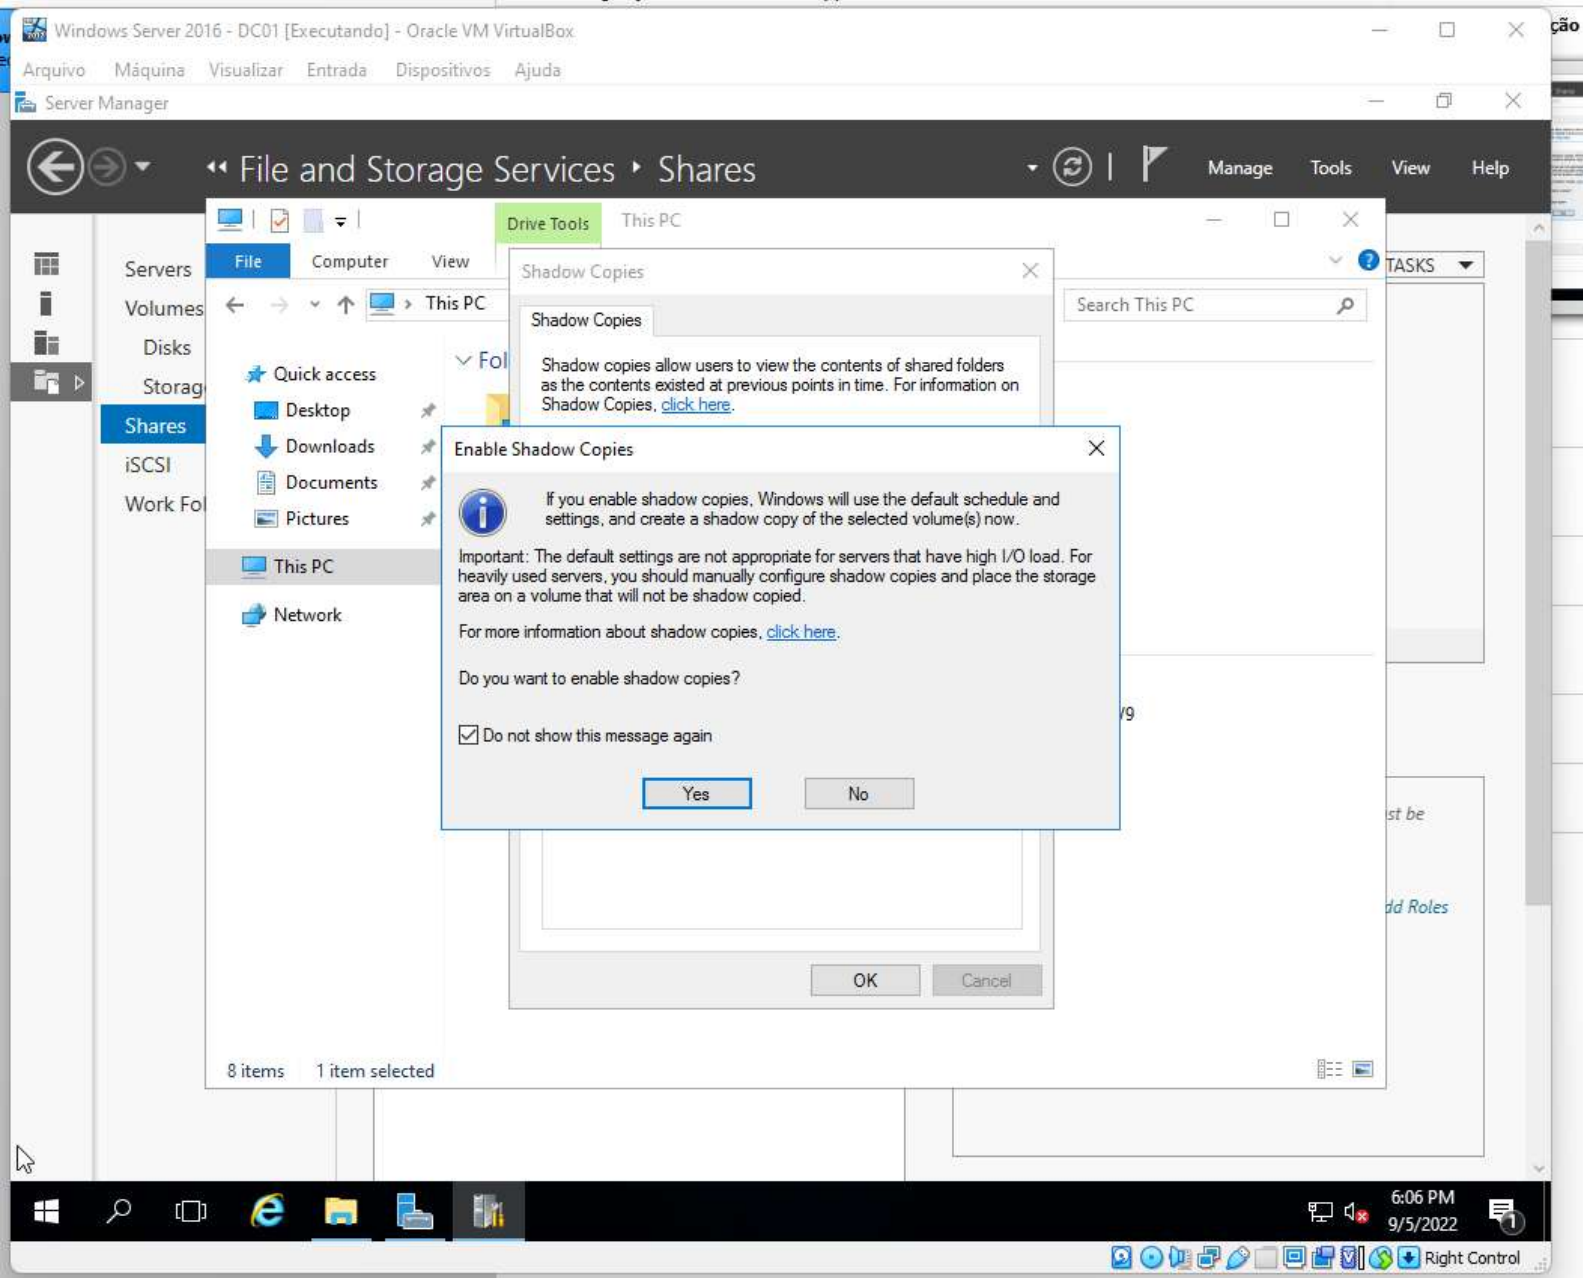 ção
Windows Server 2016 - DC01 [Executando] - Oracle VM VirtualBox
Arquivo Máquina Visualizar Entrada Dispositivos Ajuda
Server Manager
File and Storage Services Shares
Manage Tools View Help
Drive Tools This PC
File Computer View
Shadow Copies
TASKS
Servers
Volumes
Disks
Storag
Shares
iSCSI
Work Fol
This PC
Search This PC
Quick access
Desktop
Downloads
Documents
Pictures
This PC
Network
Fol
Shadow Copies
Shadow copies allow users to view the contents of shared folders
as the contents existed at previous points in time. For information on
Shadow Copies, click here.
Enable Shadow Copies
If you enable shadow copies, Windows will use the default schedule and
settings, and create a shadow copy of the selected volume(s) now.
Important: The default settings are not appropriate for servers that have high I/O load. For
heavily used servers, you should manually configure shadow copies and place the storage
area on a volume that will not be shadow copied.
For more information about shadow copies, click here.
Do you want to enable shadow copies?
Do not show this message again
Yes No
st be
dd Roles
OK Cancel
8 items 1 item selected
6:06 PM
9/5/2022
1
Right Control